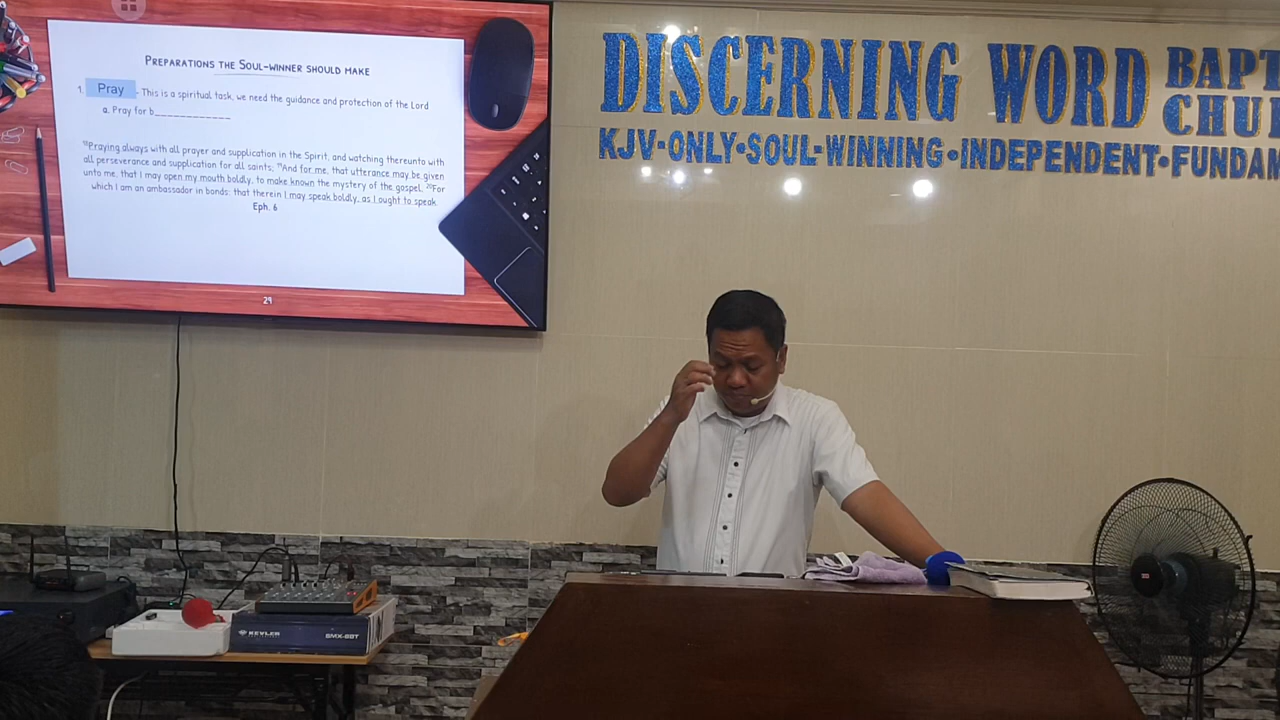 PREPARATIONS THE SOUL-WINNER SHOULD MAKE
1. Pray - This is a spiritual task, we need the guidance and protection of the Lord
a. Pray for b____________
18Praying always with all prayer and supplication in the Spirit, and watching thereunto with
all perseverance and supplication for all saints; 19And for me, that utterance may be given
unto me, that I may open my mouth boldly, to make known the mystery of the gospel, 20For
which I am an ambassador in bonds: that therein I may speak boldly, as I ought to speak.
Eph. 6
29
DISCERNING WORD BAPT
CHU
KJV-ONLY•SOUL-WINNING•INDEPENDENT•FUNDAM
KEVLER
SMX-8BT